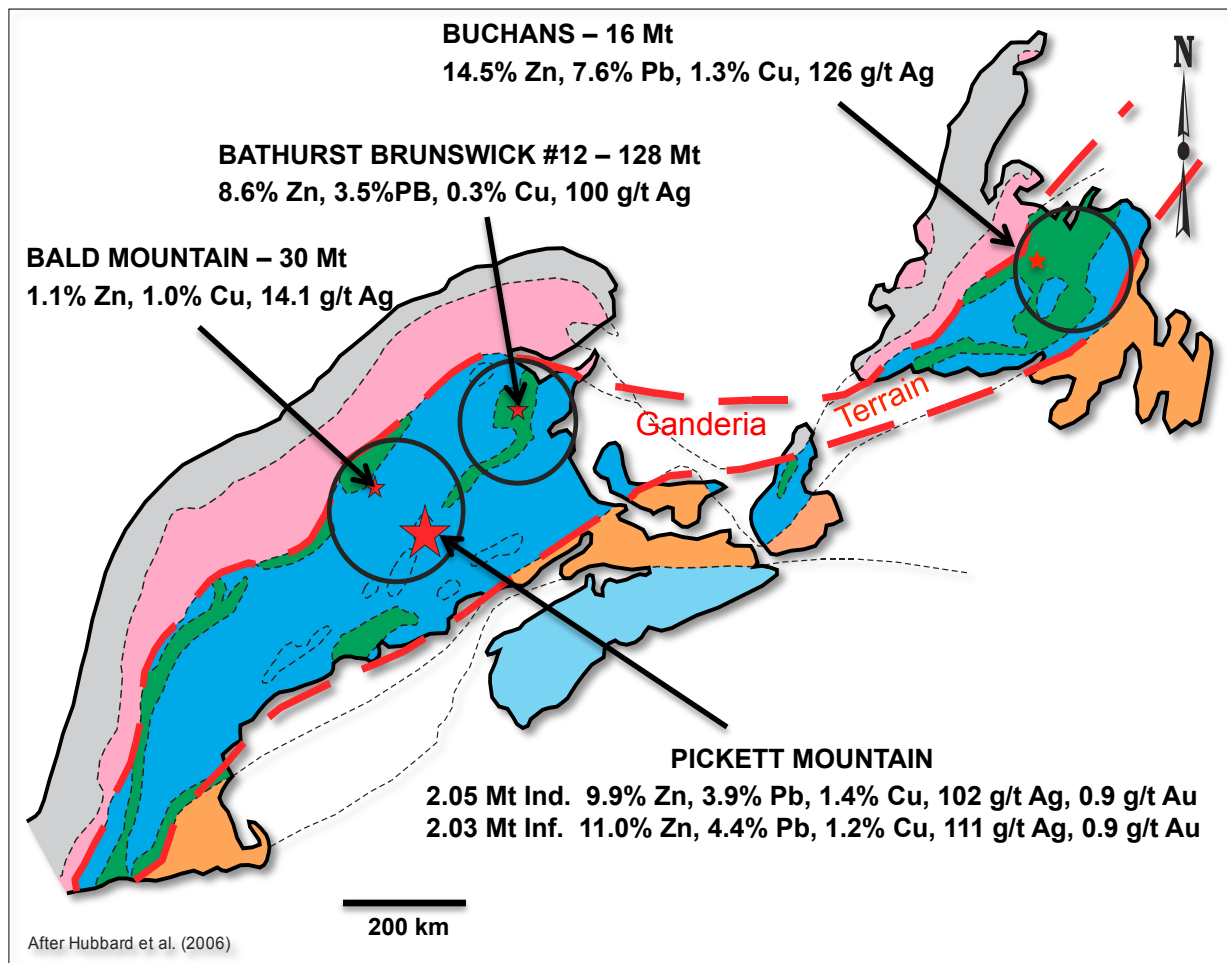 BUCHANS – 16 Mt
14.5% Zn, 7.6% Pb, 1.3% Cu, 126 g/t Ag
N
BATHURST BRUNSWICK #12 – 128 Mt
8.6% Zn, 3.5%PB, 0.3% Cu, 100 g/t Ag
BALD MOUNTAIN – 30 Mt
1.1% Zn, 1.0% Cu, 14.1 g/t Ag
Ganderia Terrain
PICKETT MOUNTAIN
2.05 Mt Ind. 9.9% Zn, 3.9% Pb, 1.4% Cu, 102 g/t Ag, 0.9 g/t Au
2.03 Mt Inf. 11.0% Zn, 4.4% Pb, 1.2% Cu, 111 g/t Ag, 0.9 g/t Au
200 km
After Hubbard et al. (2006)